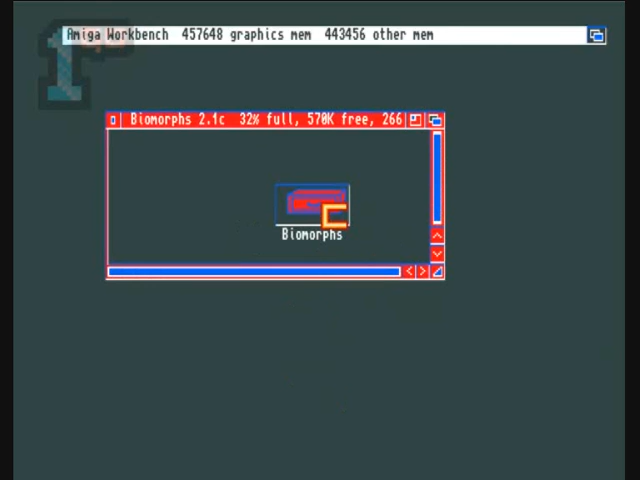 Amiga Workbench 457648 graphics mem 443456 other mem
Biomorphs 2.1c 32% full, 570K free, 266
Biomorphs